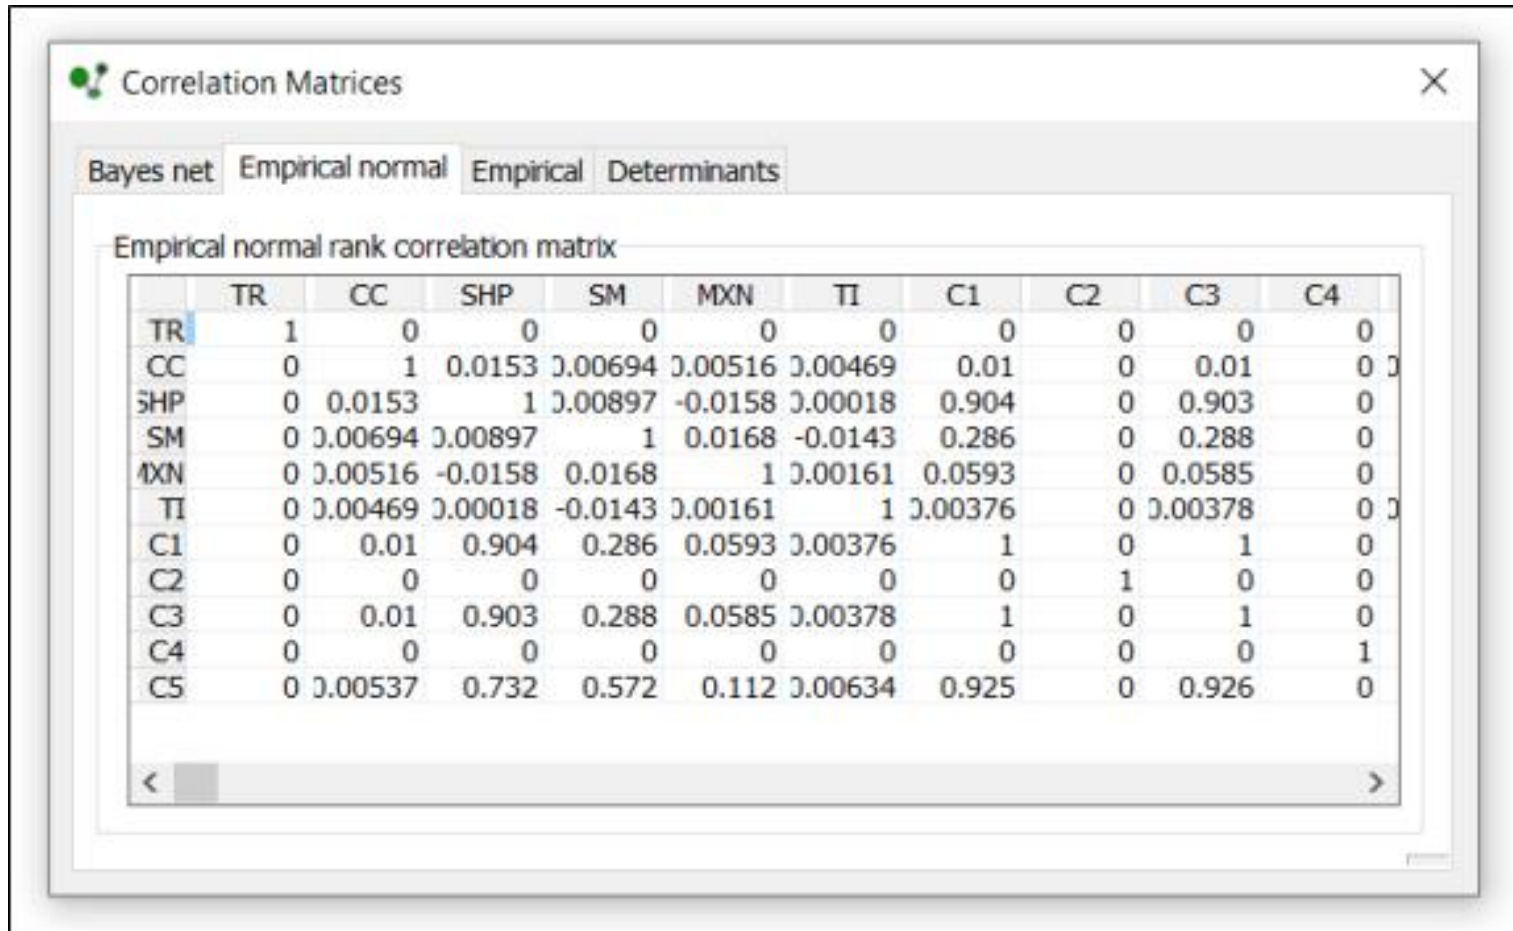 Correlation Matrices
Bayes net Empirical normal Empirical Determinants
Empirical normal rank correlation matrix
TR CC SHP SM MXN TI C1 C2 C3 C4
TR 1 0 0 0 0 0 0 0 0 0
CC 0 1 0.0153 0.00694 0.00516 0.00469 0.01 0 0.01 0
SHP 0 0.0153 1 0.00897 -0.0158 0.00018 0.904 0 0.903 0
SM 0 0.00694 0.00897 1 0.0168 -0.0143 0.286 0 0.288 0
MXN 0 0.00516 -0.0158 0.0168 1 0.00161 0.0593 0 0.0585 0
TI 0 0.00469 0.00018 -0.0143 0.00161 1 0.00376 0 0.00378 0
C1 0 0.01 0.904 0.286 0.0593 0.00376 1 0 1 0
C2 0 0 0 0 0 0 0 1 0 0
C3 0 0.01 0.903 0.288 0.0585 0.00378 1 0 1 0
C4 0 0 0 0 0 0 0 0 0 1
C5 0 0.00537 0.732 0.572 0.112 0.00634 0.925 0 0.926 0